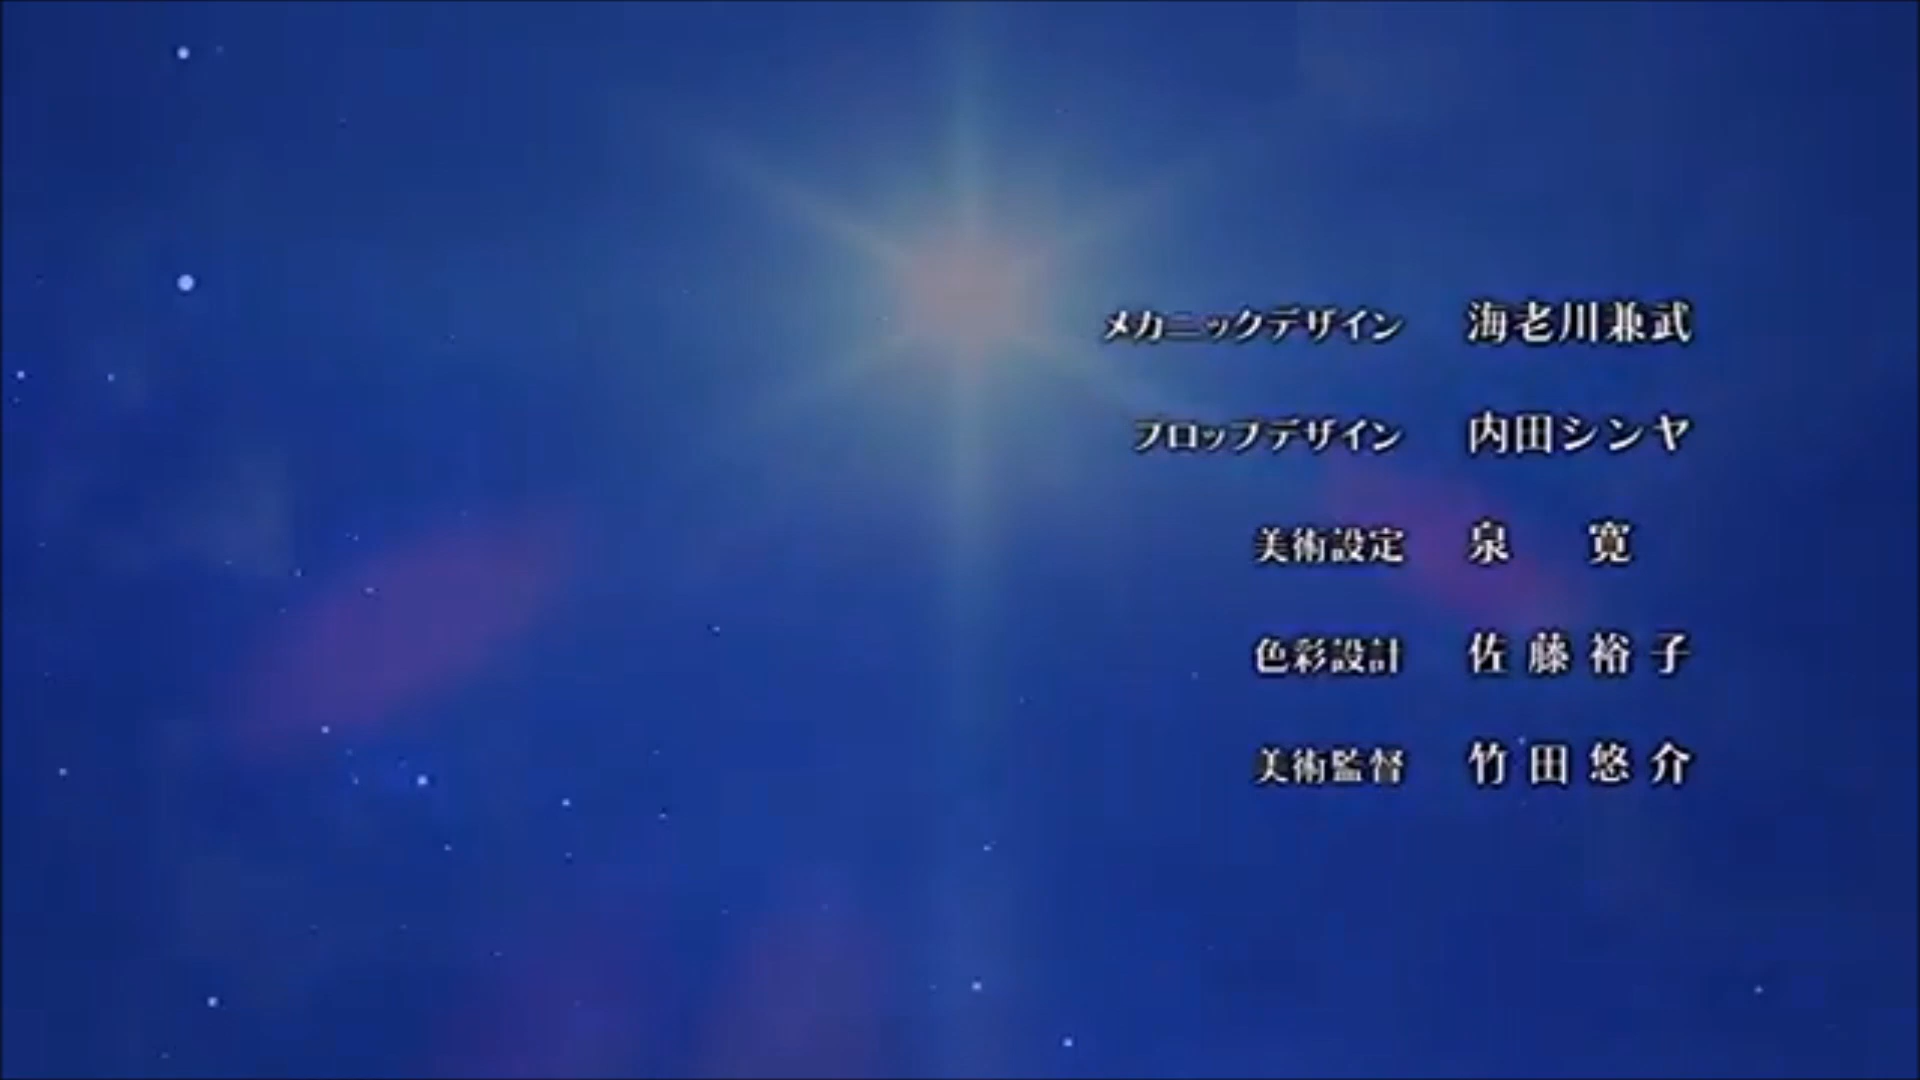 メカニックデザイン 海老川兼武
プロップデザイン 内田シンヤ
美術設定 泉 寛
色彩設計 佐藤裕子
美術監督 竹田悠介